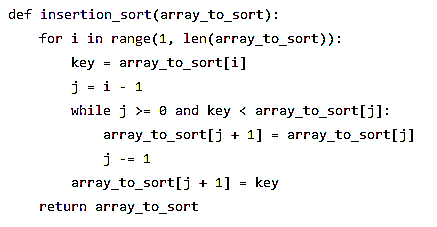 def insertion_sort(array_to_sort):
    for i in range(1, len(array_to_sort)):
        key = array_to_sort[i]
        j = i - 1
        while j >= 0 and key < array_to_sort[j]:
            array_to_sort[j + 1] = array_to_sort[j]
            j -= 1
        array_to_sort[j + 1] = key
    return array_to_sort